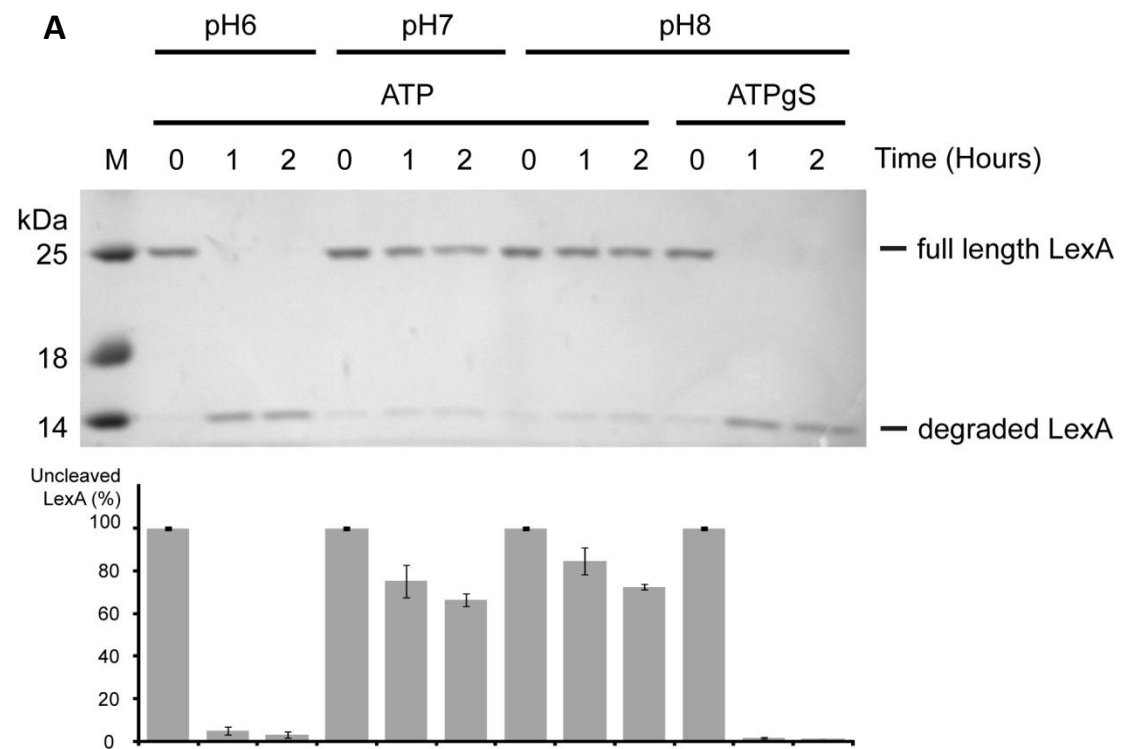 A
pH6 pH7 pH8
ATP ATPgS
M 0 1 2 0 1 2 0 1 2 0 1 2 Time (Hours)
kDa
25 full length LexA
18
14 degraded LexA
Uncleaved
LexA (%)
100
80
60
40
20
0